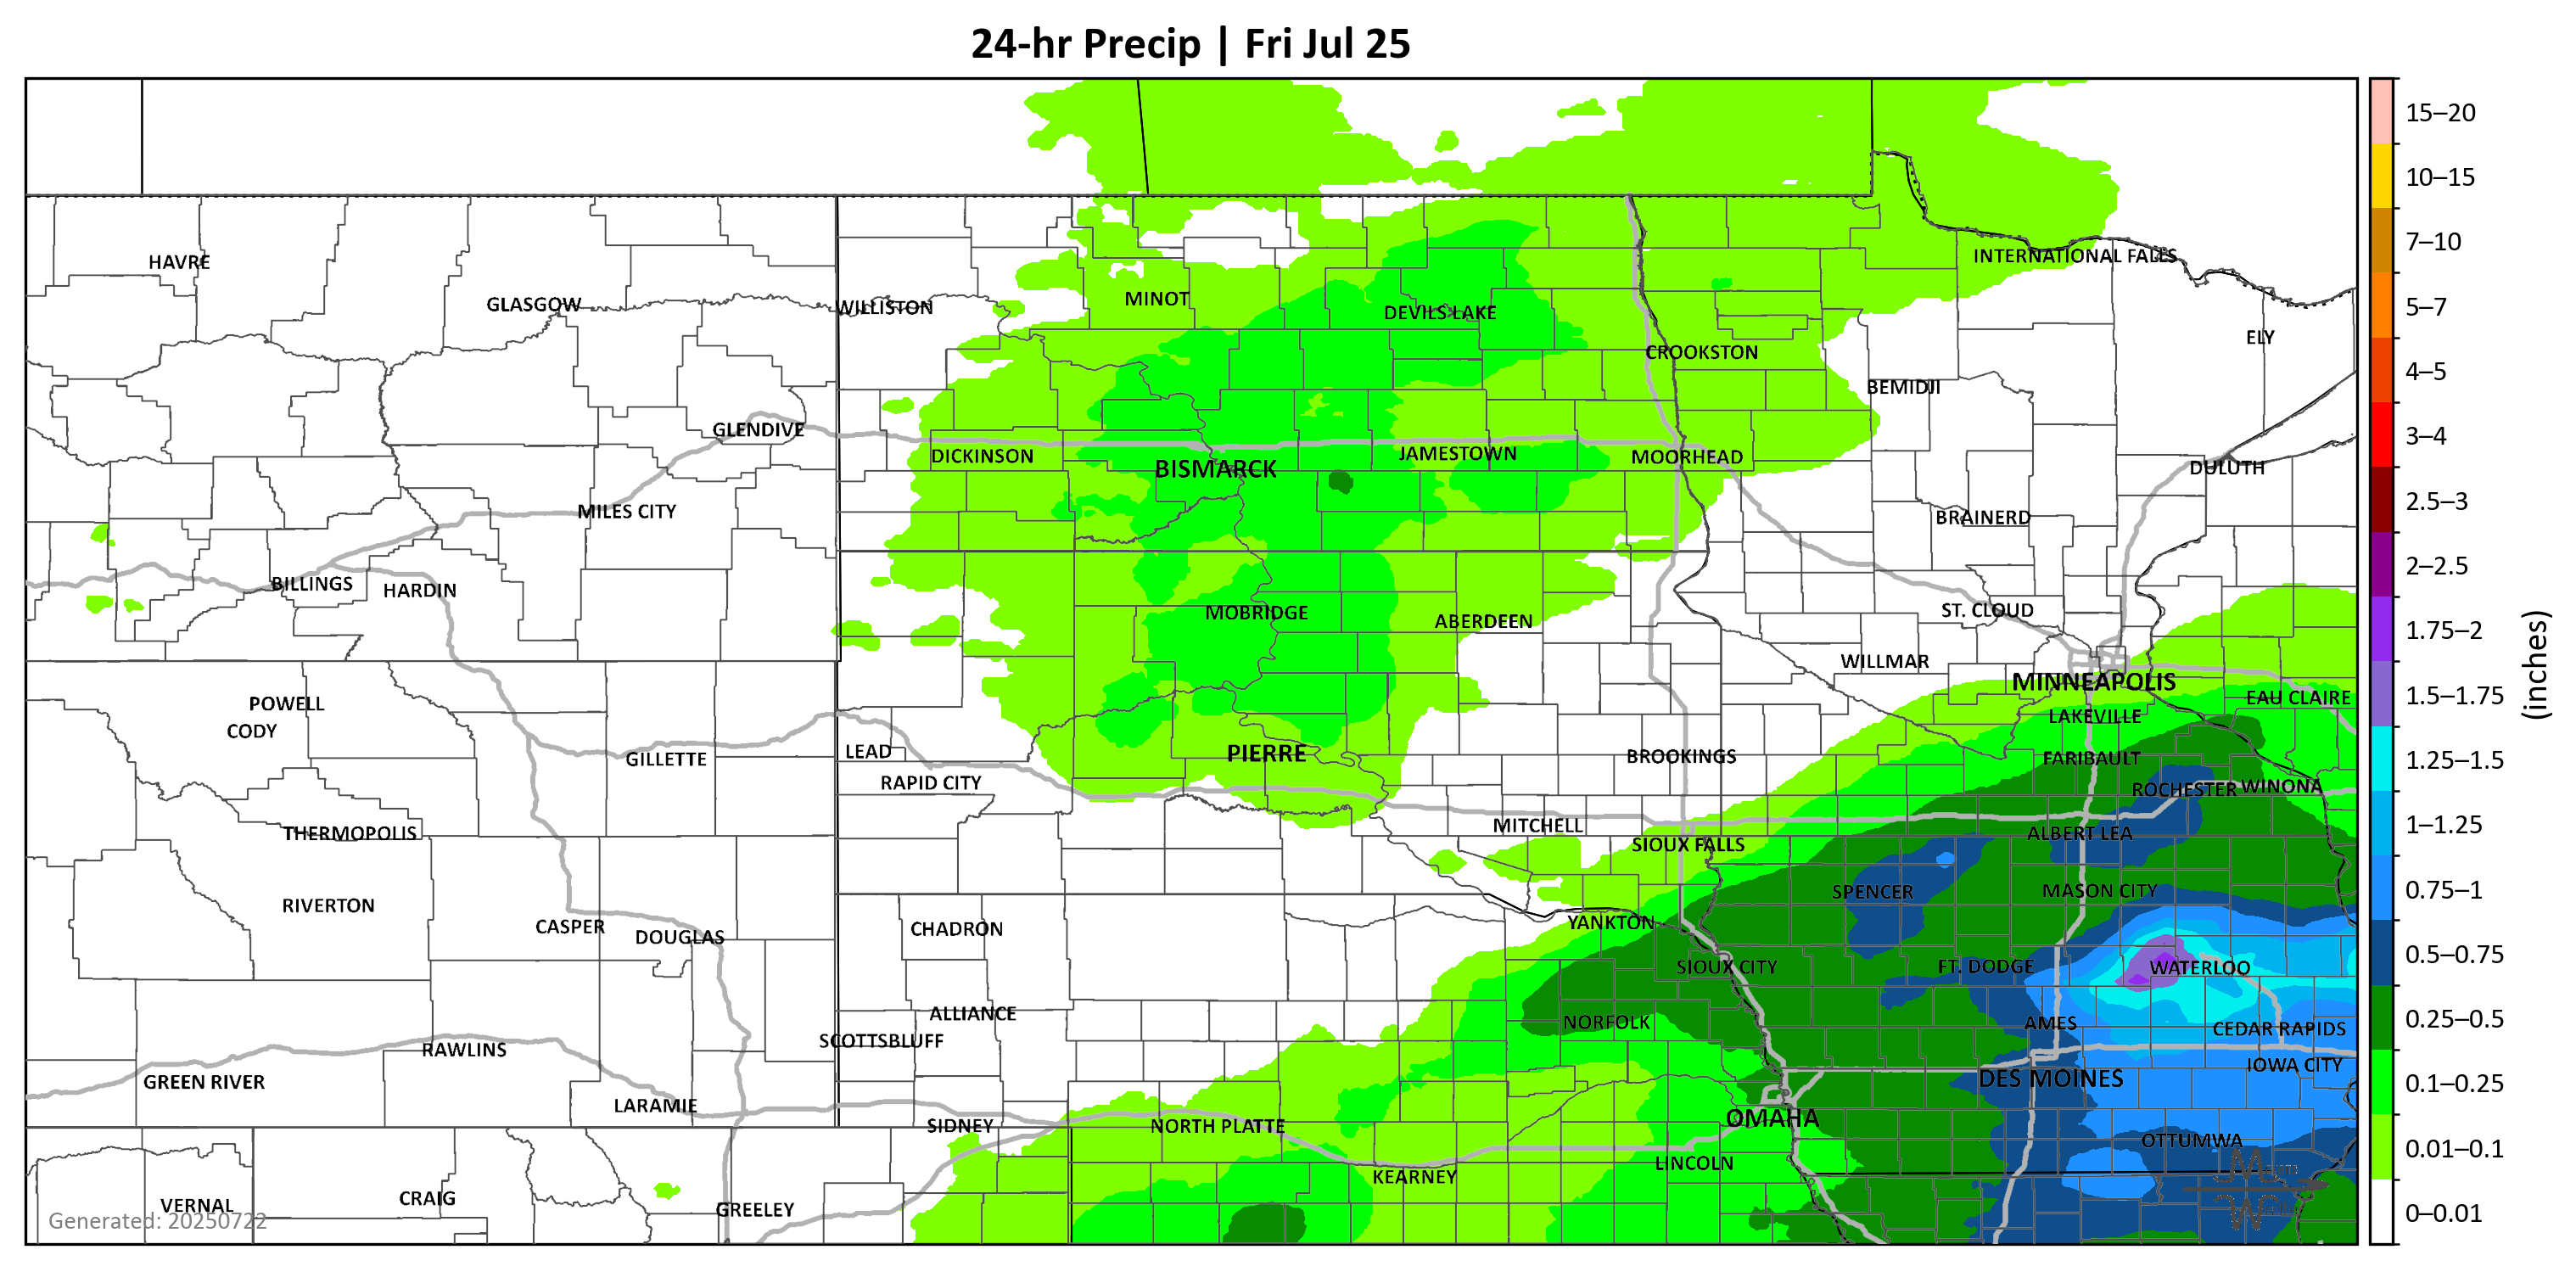 24-hr Precip | Fri Jul 25
15–20
10–15
7–10
5–7
4–5
3–4
2.5–3
2–2.5
1.75–2
1.5–1.75
1.25–1.5
1–1.25
0.75–1
0.5–0.75
0.25–0.5
0.1–0.25
0.01–0.1
0–0.01
(inches)
HAVRE
INTERNATIONAL FALLS
GLASGOW
WILLISTON
MINOT
DEVILS LAKE
ELY
CROOKSTON
BEMIDJI
GLENDIVE
DICKINSON
BISMARCK
JAMESTOWN
MOORHEAD
DULUTH
MILES CITY
BRAINERD
BILLINGS
HARDIN
MOBRIDGE
ABERDEEN
ST. CLOUD
WILLMAR
MINNEAPOLIS
EAU CLAIRE
POWELL
CODY
LAKEVILLE
GILLETTE
LEAD
PIERRE
BROOKINGS
FARIBAULT
RAPID CITY
ROCHESTER
WINONA
THERMOPOLIS
MITCHELL
ALBERT LEA
SIOUX FALLS
RIVERTON
SPENCER
MASON CITY
CASPER
DOUGLAS
CHADRON
YANKTON
SIOUX CITY
FT. DODGE
WATERLOO
ALLIANCE
NORFOLK
AMES
CEDAR RAPIDS
SCOTTSBLUFF
RAWLINS
IOWA CITY
GREEN RIVER
DES MOINES
LARAMIE
SIDNEY
NORTH PLATTE
OMAHA
OTTUMWA
KEARNEY
LINCOLN
VERNAL
CRAIG
GREELEY
Generated: 20250722